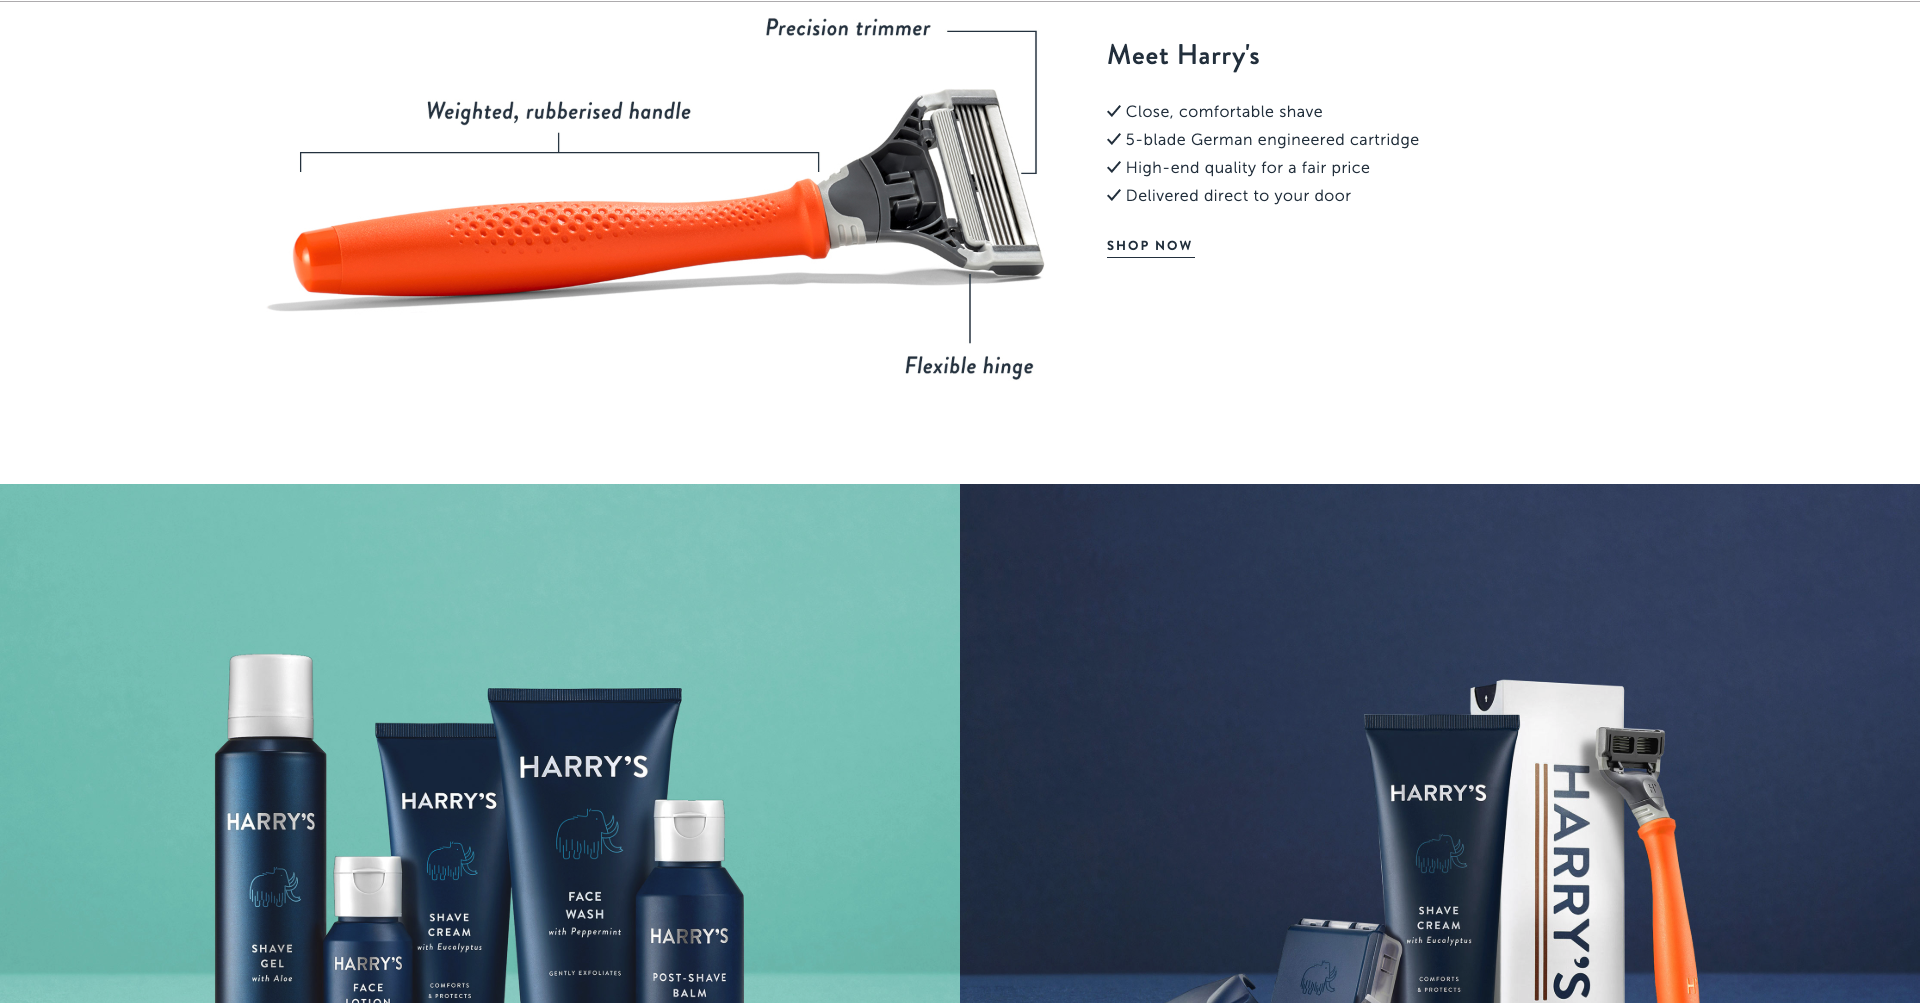 Precision trimmer
Weighted, rubberised handle
Flexible hinge
Meet Harry's
Close, comfortable shave
5-blade German engineered cartridge
High-end quality for a fair price
Delivered direct to your door
SHOP NOW
HARRY'S
SHAVE
GEL
with Aloe
HARRY'S
FACE
LOTION
HARRY'S
SHAVE
CREAM
with Eucalyptus
COMFORTS
& PROTECTS
HARRY'S
FACE
WASH
with Peppermint
GENTLY EXFOLIATES
HARRY'S
POST-SHAVE
BALM
HARRY'S
SHAVE
CREAM
with Eucalyptus
COMFORTS
& PROTECTS
HARRY'S
H